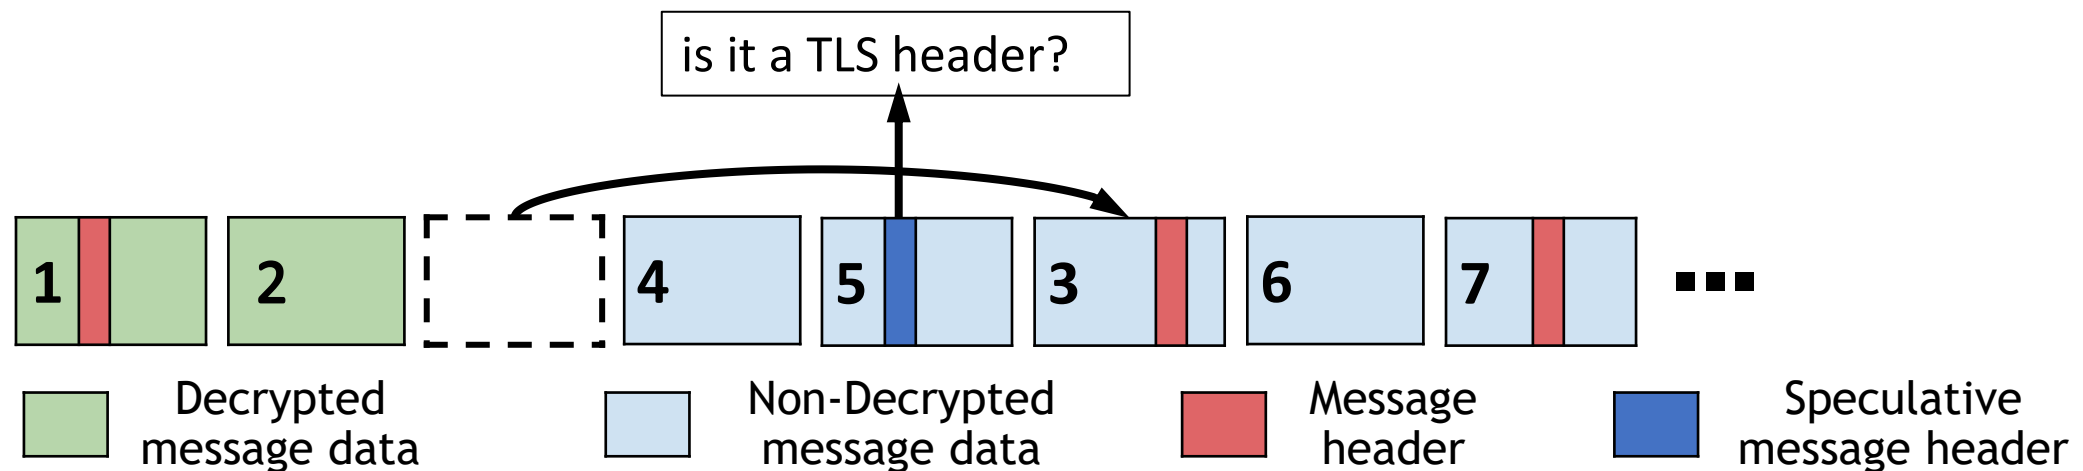 is it a TLS header?
1 2 4 5 3 6 7 ...
Decrypted
message data
Non-Decrypted
message data
Message
header
Speculative
message header